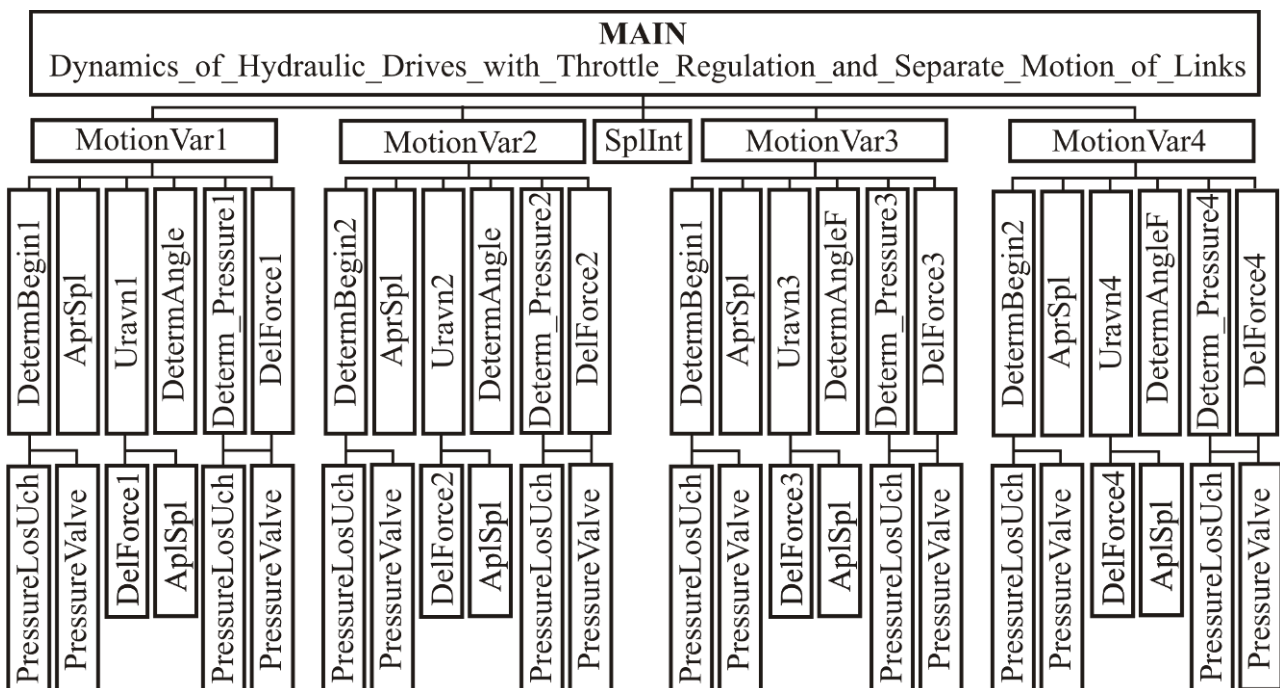 MAIN
Dynamics_of_Hydraulic_Drives_with_Throttle_Regulation_and_Separate_Motion_of_Links
MotionVar1
MotionVar2
SplInt
MotionVar3
MotionVar4
DetermBegin1
AprSpl
Uravn1
DetermAngle
Determ_Pressure1
DelForce1
DetermBegin2
AprSpl
Uravn2
DetermAngle
Determ_Pressure2
DelForce2
DetermBegin1
AprSpl
Uravn3
DetermAngleF
Determ_Pressure3
DelForce3
DetermBegin2
AprSpl
Uravn4
DetermAngleF
Determ_Pressure4
DelForce4
PressureLosUch
PressureValve
DelForce1
AplSpl
PressureLosUch
PressureValve
PressureLosUch
PressureValve
DelForce2
AplSpl
PressureLosUch
PressureValve
PressureLosUch
PressureValve
DelForce3
AplSpl
PressureLosUch
PressureValve
PressureLosUch
PressureValve
DelForce4
AplSpl
PressureLosUch
PressureValve